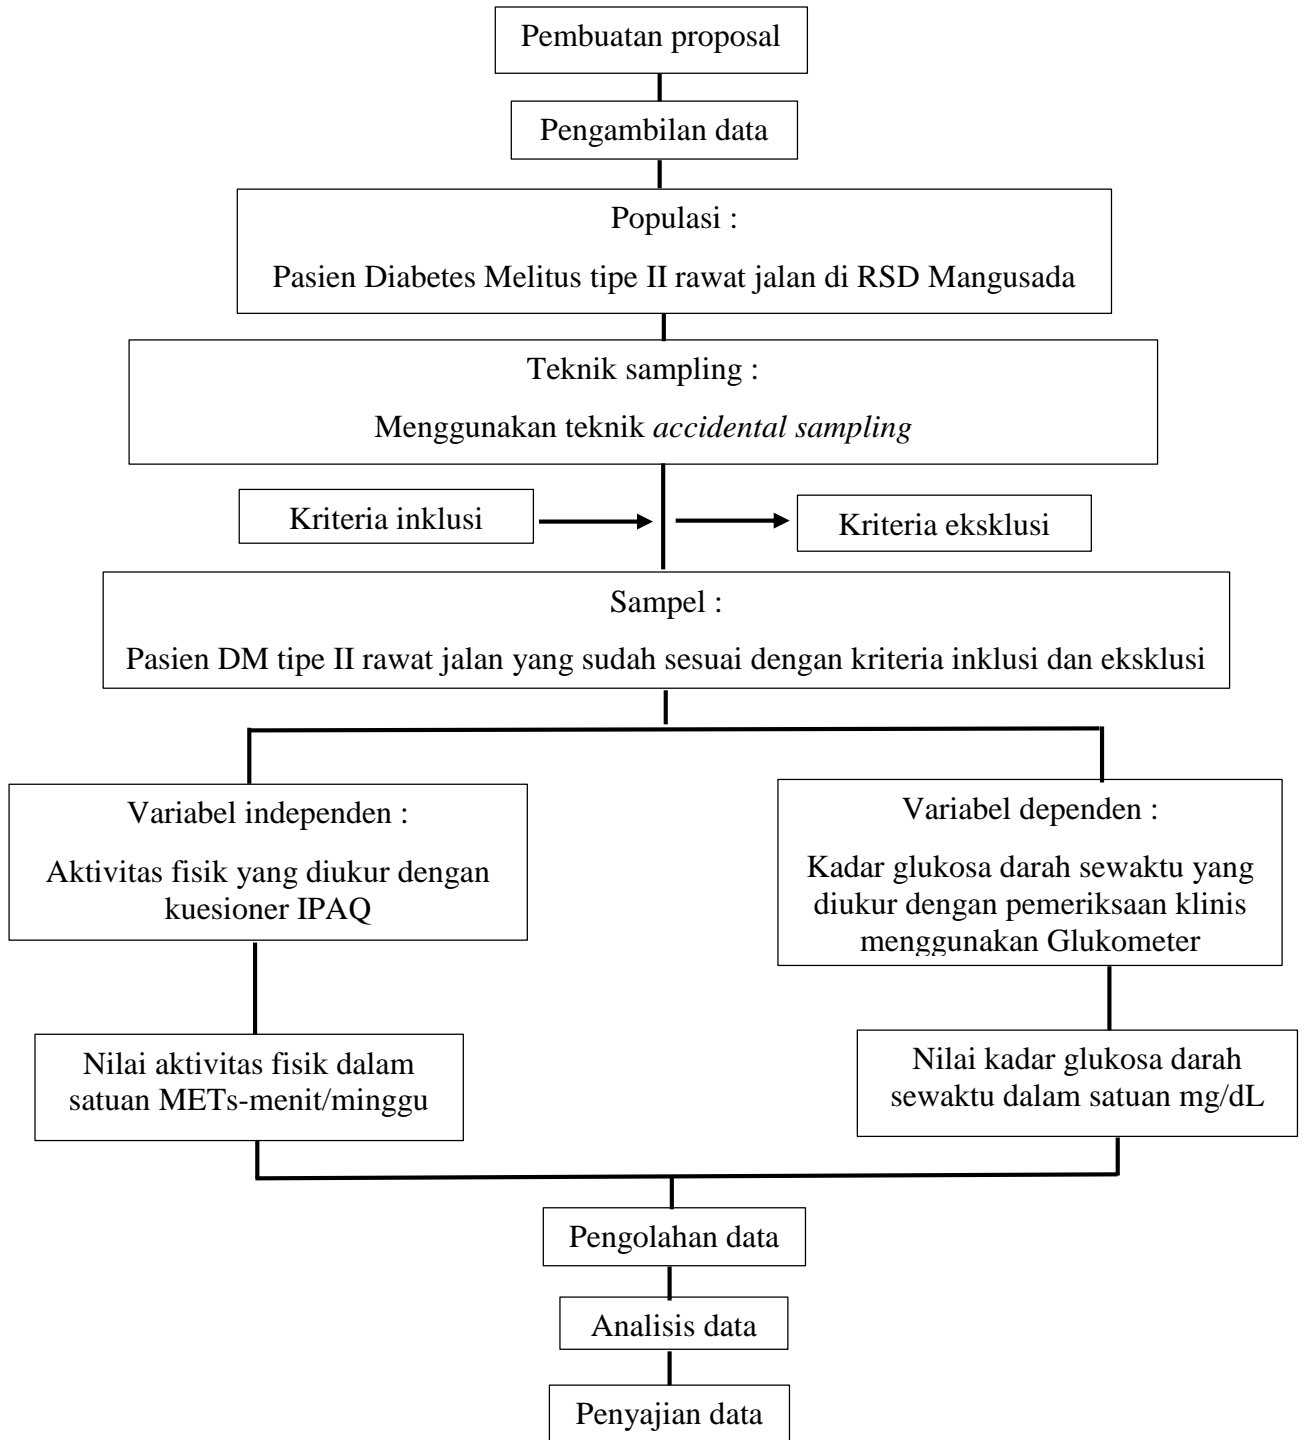 Pembuatan proposal
Pengambilan data
Populasi :
Pasien Diabetes Melitus tipe II rawat jalan di RSD Mangusada
Teknik sampling :
Menggunakan teknik accidental sampling
Kriteria inklusi
Kriteria eksklusi
Sampel :
Pasien DM tipe II rawat jalan yang sudah sesuai dengan kriteria inklusi dan eksklusi
Variabel independen :
Aktivitas fisik yang diukur dengan
kuesioner IPAQ
Variabel dependen :
Kadar glukosa darah sewaktu yang
diukur dengan pemeriksaan klinis
menggunakan Glukometer
Nilai aktivitas fisik dalam
satuan METs-menit/minggu
Nilai kadar glukosa darah
sewaktu dalam satuan mg/dL
Pengolahan data
Analisis data
Penyajian data